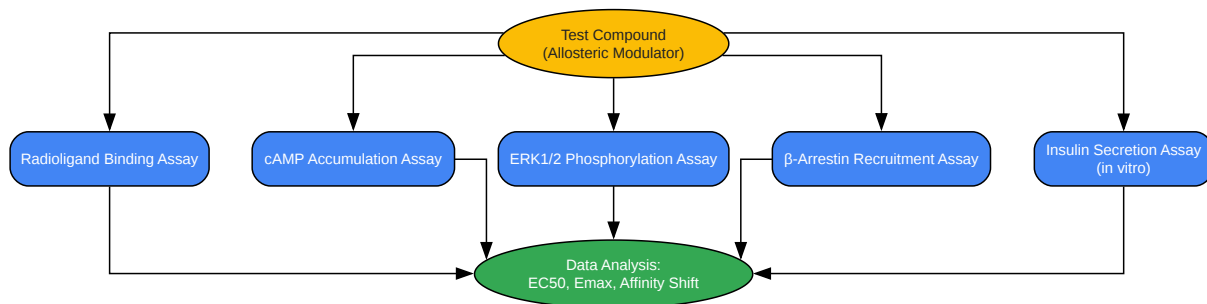 Test Compound
(Allosteric Modulator)
Radioligand Binding Assay
cAMP Accumulation Assay
ERK1/2 Phosphorylation Assay
β-Arrestin Recruitment Assay
Insulin Secretion Assay
(in vitro)
Data Analysis:
EC50, Emax, Affinity Shift